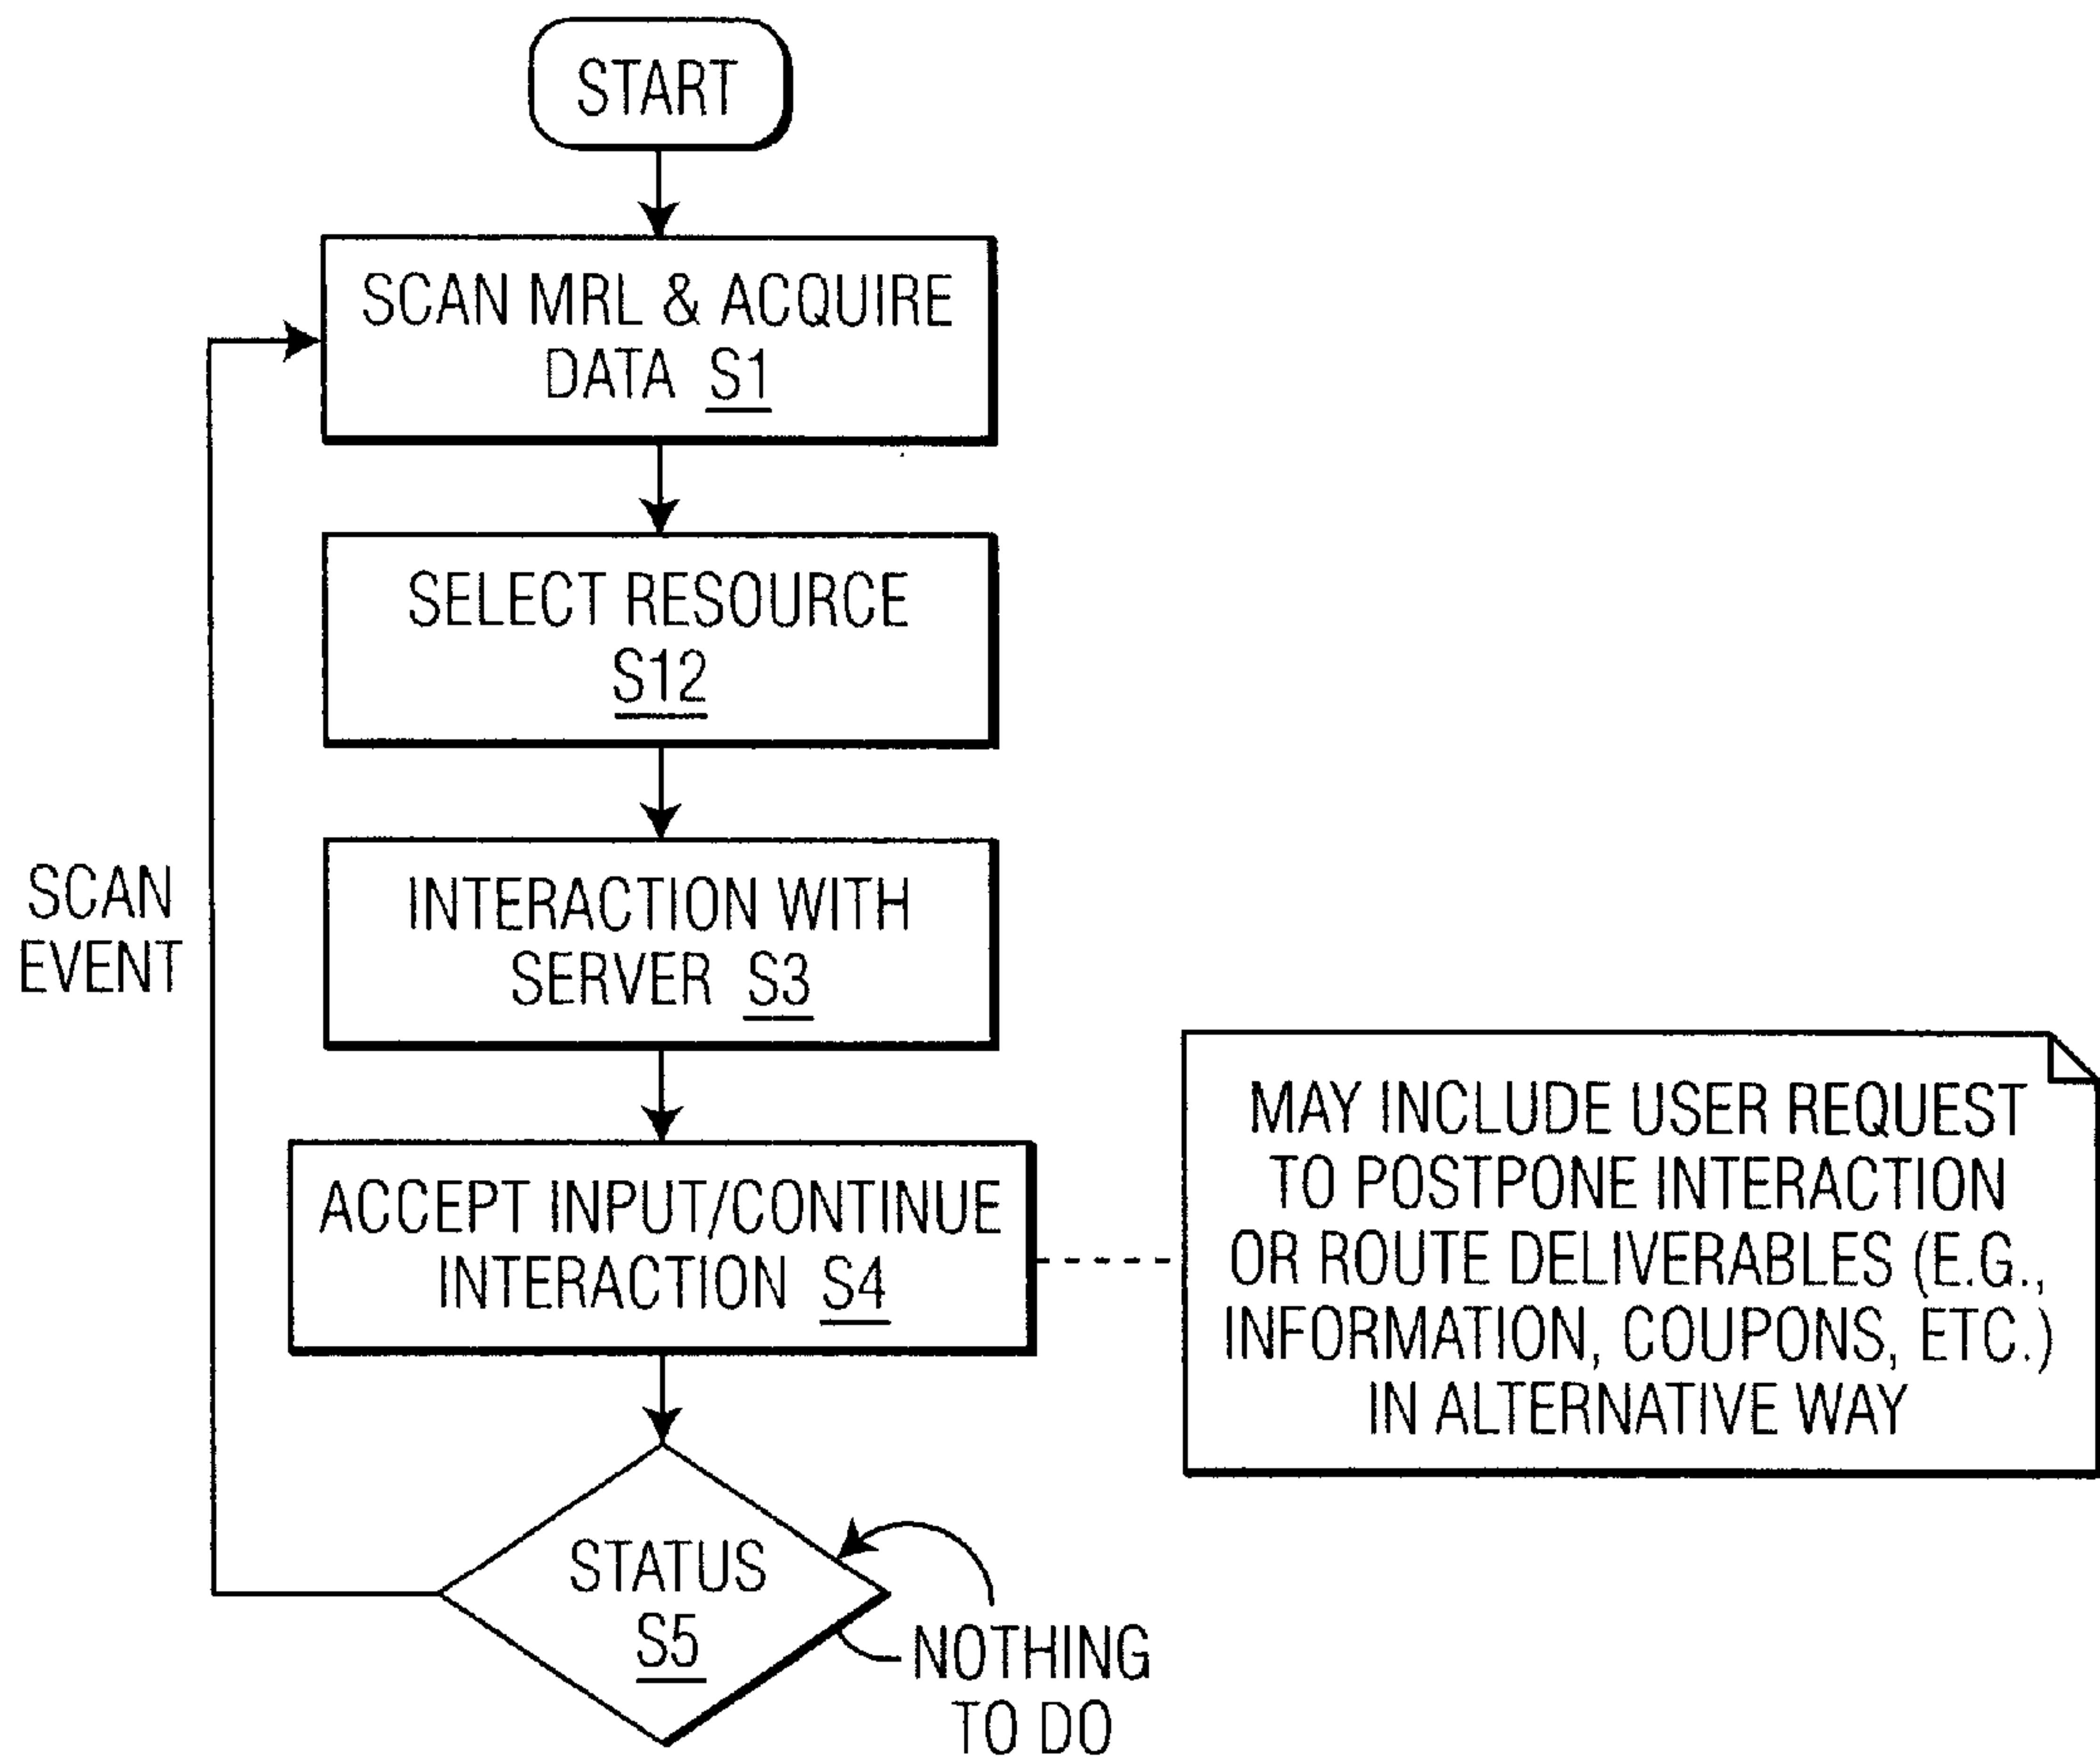 START
SCAN MRL & ACQUIRE
DATA S1
SELECT RESOURCE
S12
INTERACTION WITH
SERVER S3
SCAN
EVENT
ACCEPT INPUT/CONTINUE
INTERACTION S4
MAY INCLUDE USER REQUEST
TO POSTPONE INTERACTION
OR ROUTE DELIVERABLES (E.G.,
INFORMATION, COUPONS, ETC.)
IN ALTERNATIVE WAY
STATUS
S5
NOTHING
TO DO